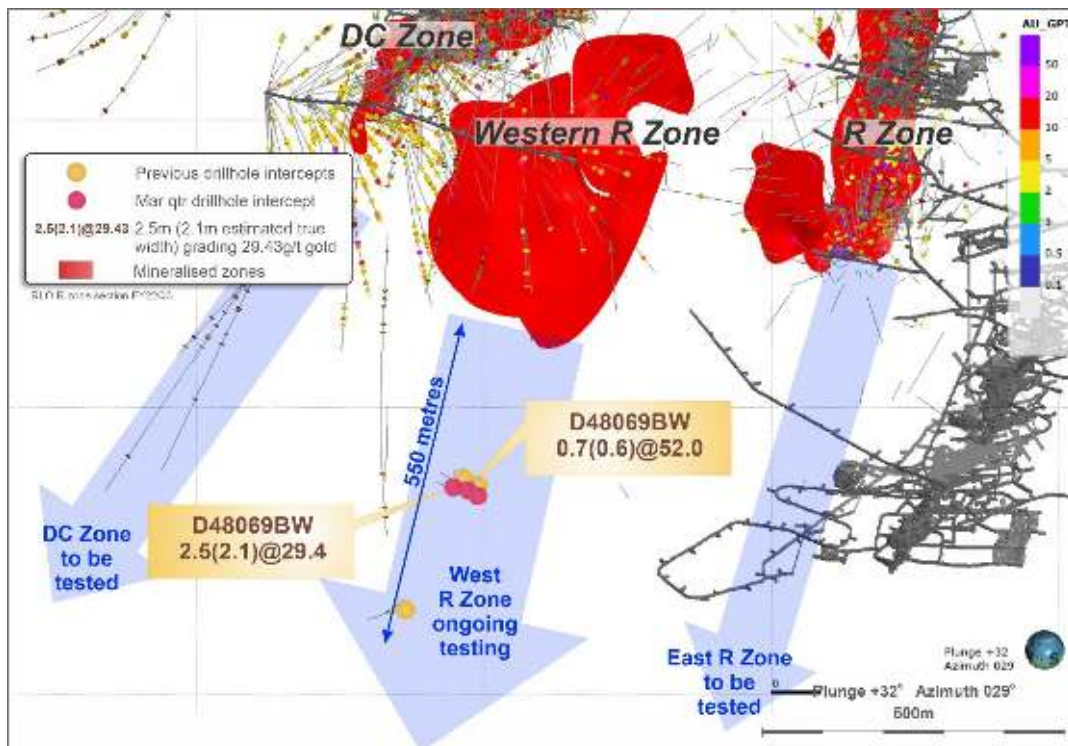 DC Zone
Western R Zone
R Zone
AU_GPT
50
20
10
5
2
0.5
0.1
Previous drillhole intercepts
Mar qtr drillhole intercept
2.5(2.1)@29.43 2.5m (2.1m estimated true
width) grading 29.43g/t gold
Mineralised zones
550 metres
D48069BW
0.7(0.6)@52.0
D48069BW
2.5(2.1)@29.4
DC Zone
to be
tested
West
R Zone
ongoing
testing
East R Zone
to be
tested
Plunge +32
Azimuth 029
0
Plunge +32° Azimuth 029°
500m